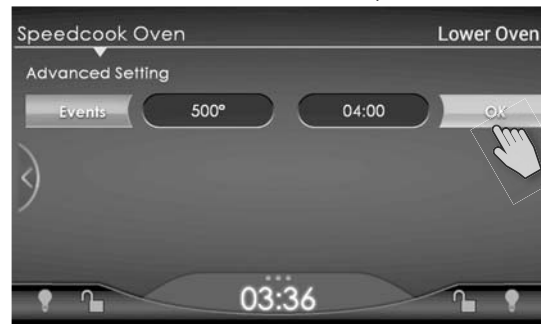 Speedcook Oven Lower Oven
Advanced Setting
Events 500° 04:00 OK
03:36